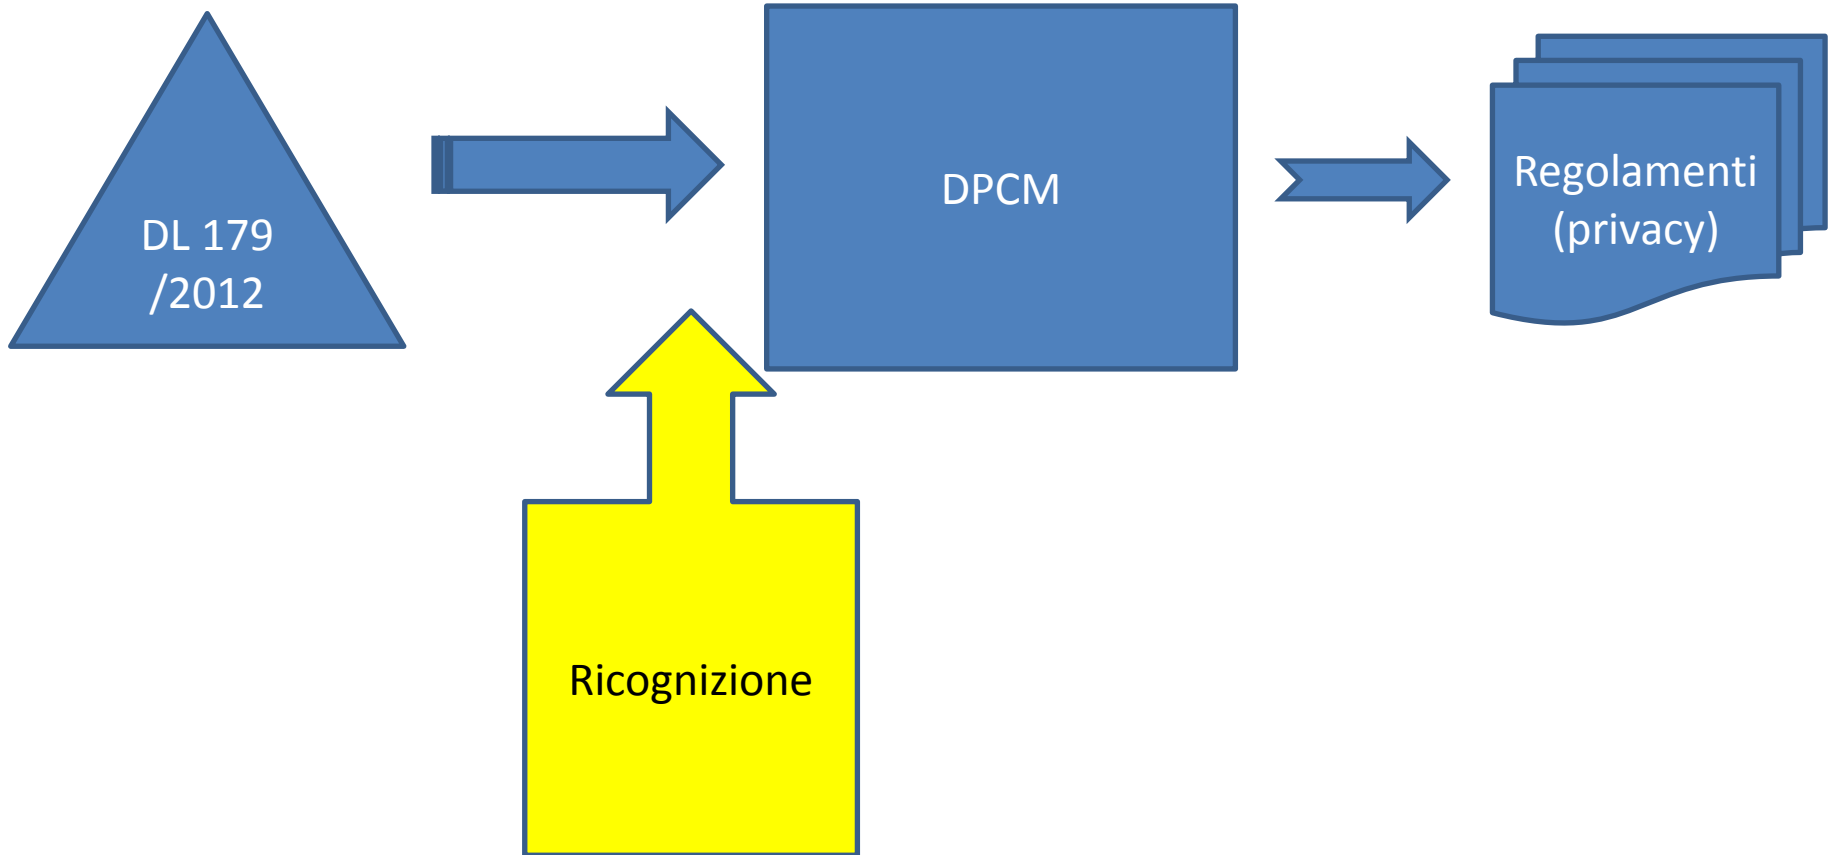 DL 179
/2012
DPCM
Regolamenti
(privacy)
Ricognizione